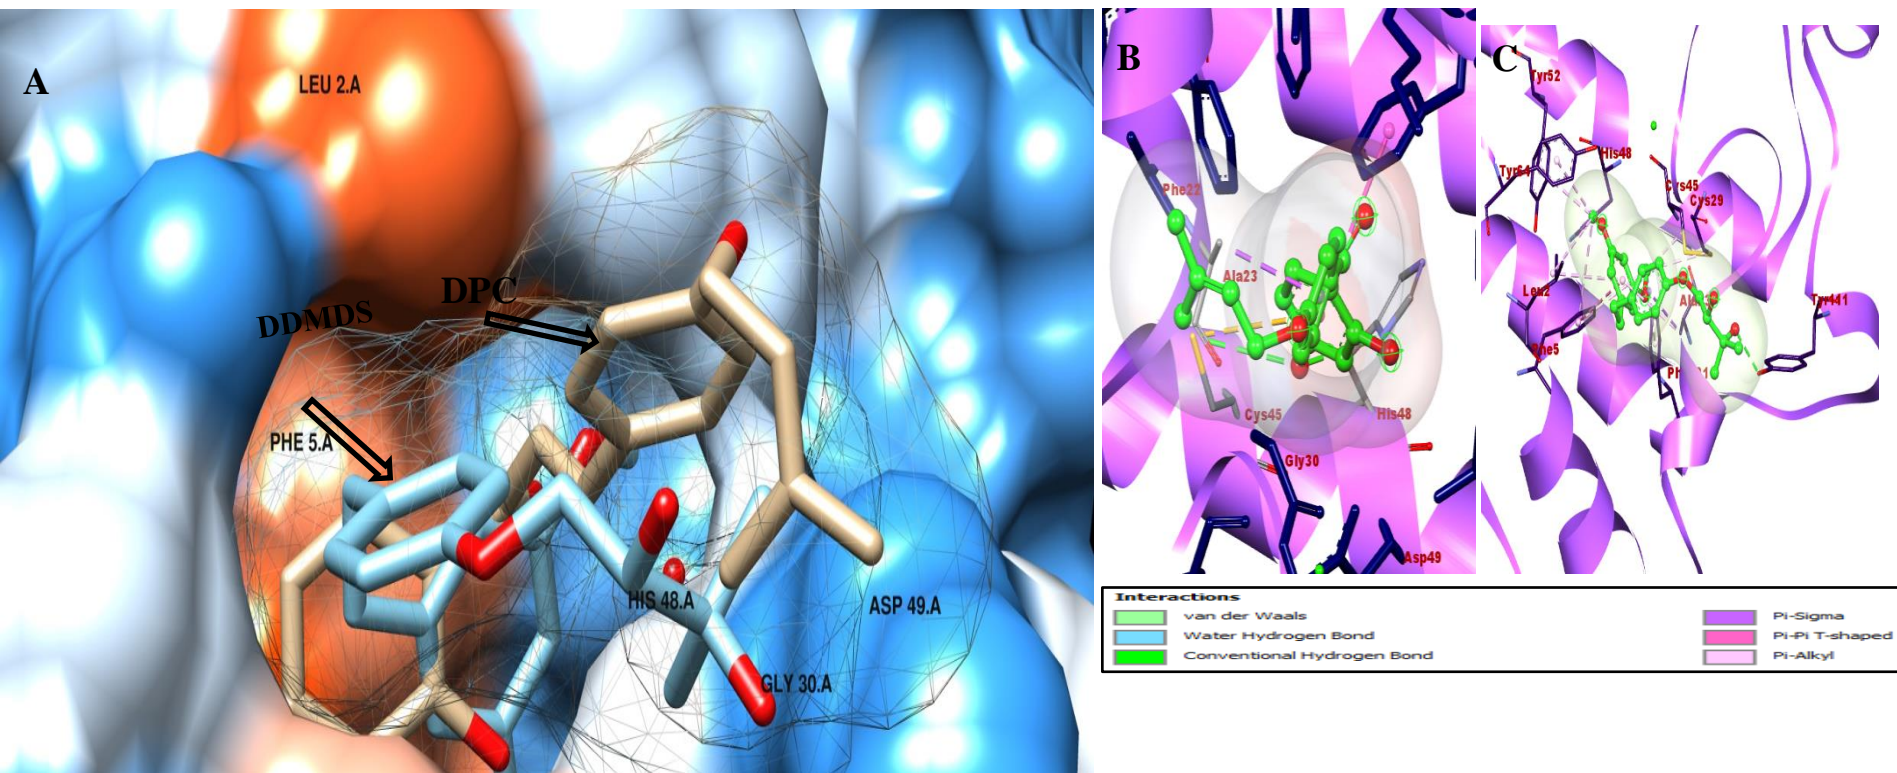 A
LEU 2.A
DPC
DDMDS
PHE 5.A
HIS 48.A
ASP 49.A
GLY 30.A
B
Phe22
Ala23
Cys45
His48
Gly30
Asp49
C
Tyr52
His48
Tyr64
Cys45
Cys29
Leu2
Phe5
Interactions
van der Waals
Water Hydrogen Bond
Conventional Hydrogen Bond
Pi-Sigma
Pi-Pi T-shaped
Pi-Alkyl